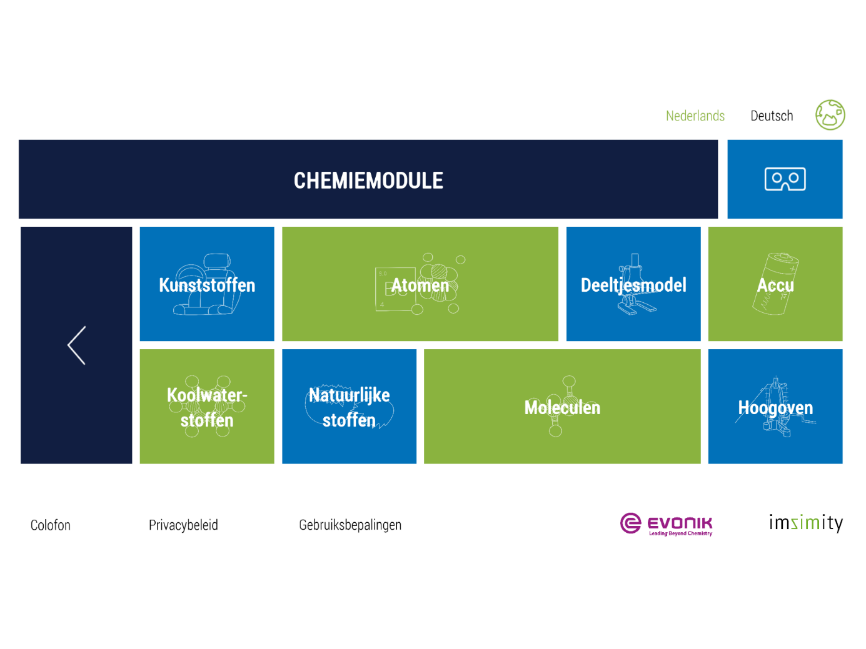 Nederlands Deutsch
CHEMIEMODULE
Kunststoffen Atomen Deeltjesmodel Accu
Koolwater-
stoffen
Natuurlijke
stoffen
Moleculen
Hoogoven
Colofon Privacybeleid Gebruiksbepalingen
EVONIK
Leading Beyond Chemistry
imzimity